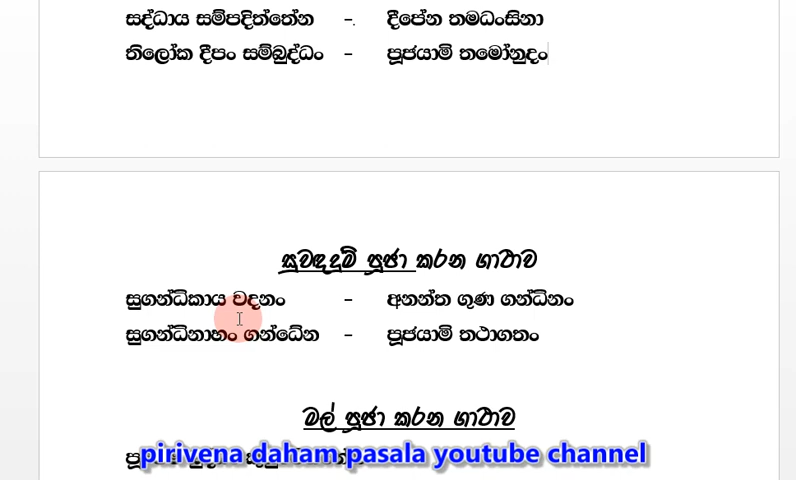 සද්ධාය සම්පදිත්තේන -. දීපේන තමධංසිනා
තිලෝක දීපං සම්බුද්ධං - පූජයාමි තමෝනුදං
සුවඳදුම් පූජා කරන ගාථාව
සුගන්ධිකාය වදනං - අනන්ත ගුණ ගන්ධිනං
සුගන්ධිනාහං ගන්ධේන - පූජයාමි තථාගතං
මල් පූජා කරන ගාථාව
pirivena daham pasala youtube channel